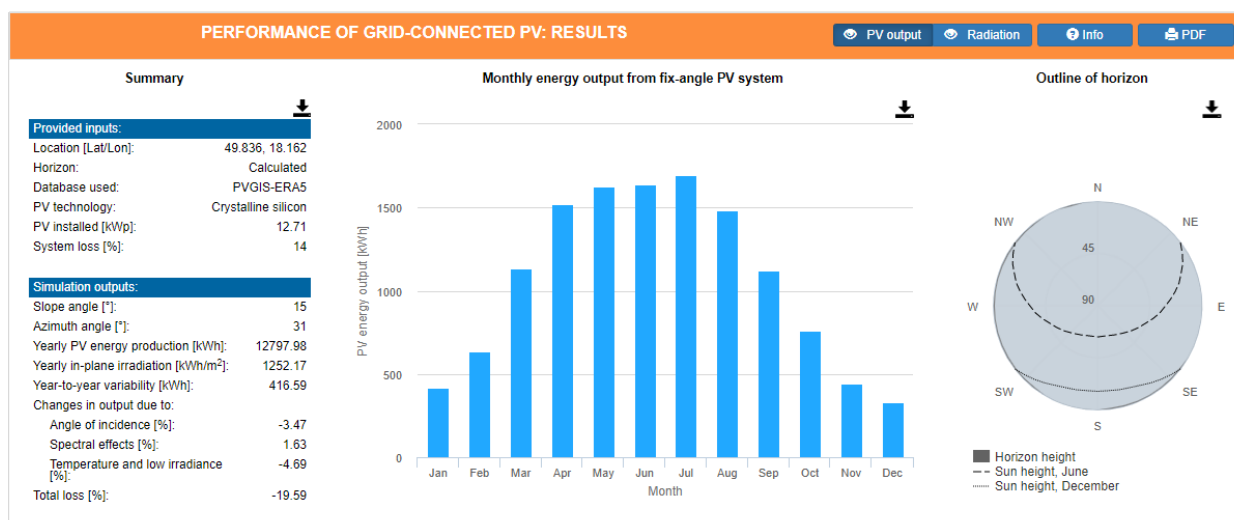 PERFORMANCE OF GRID-CONNECTED PV: RESULTS
PV output
Radiation
Info
PDF
Summary
Provided inputs:
Location [Lat/Lon]: 49.836, 18.162
Horizon: Calculated
Database used: PVGIS-ERA5
PV technology: Crystalline silicon
PV installed [kWp]: 12.71
System loss [%]: 14
Simulation outputs:
Slope angle [°]: 15
Azimuth angle [°]: 31
Yearly PV energy production [kWh]: 12797.98
Yearly in-plane irradiation [kWh/m²]: 1252.17
Year-to-year variability [kWh]: 416.59
Changes in output due to:
Angle of incidence [%]: -3.47
Spectral effects [%]: 1.63
Temperature and low irradiance [%]: -4.69
Total loss [%]: -19.59
Monthly energy output from fix-angle PV system
PV energy output [kWh]
2000
1500
1000
500
0
Jan Feb Mar Apr May Jun Jul Aug Sep Oct Nov Dec
Month
Outline of horizon
N
NW NE
45
W 90 E
SW SE
S
Horizon height
Sun height, June
Sun height, December